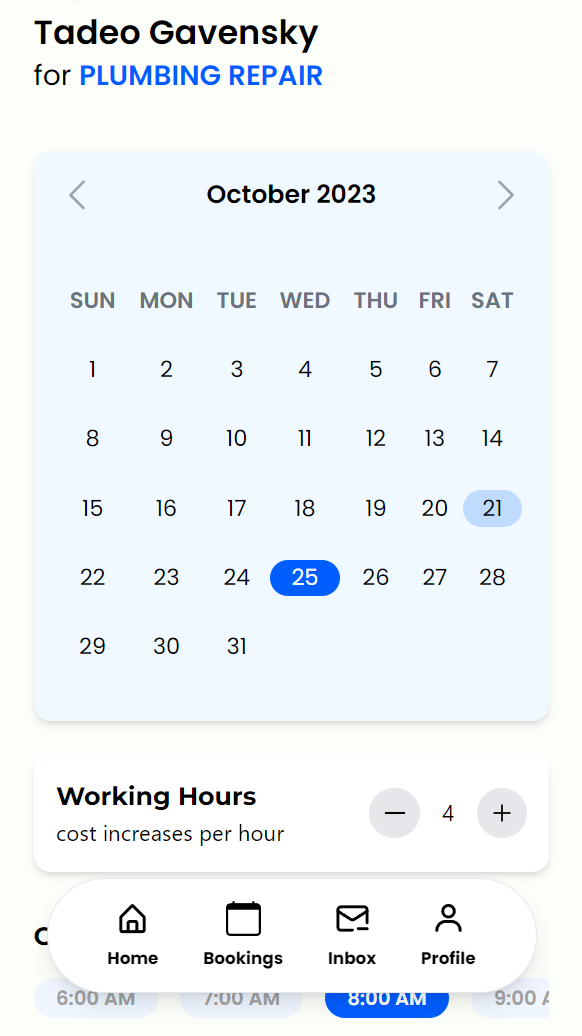 Tadeo Gavensky
for PLUMBING REPAIR
October 2023
SUN MON TUE WED THU FRI SAT
1 2 3 4 5 6 7
8 9 10 11 12 13 14
15 16 17 18 19 20 21
22 23 24 25 26 27 28
29 30 31
Working Hours
cost increases per hour
4
Home Bookings Inbox Profile
6:00 AM 7:00 AM 8:00 AM 9:00